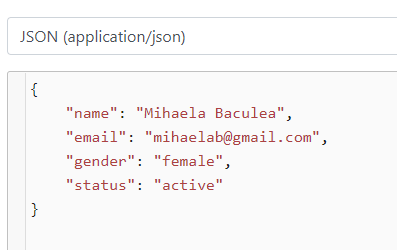 JSON (application/json)
{
    "name": "Mihaela Baculea",
    "email": "mihaelab@gmail.com",
    "gender": "female",
    "status": "active"
}